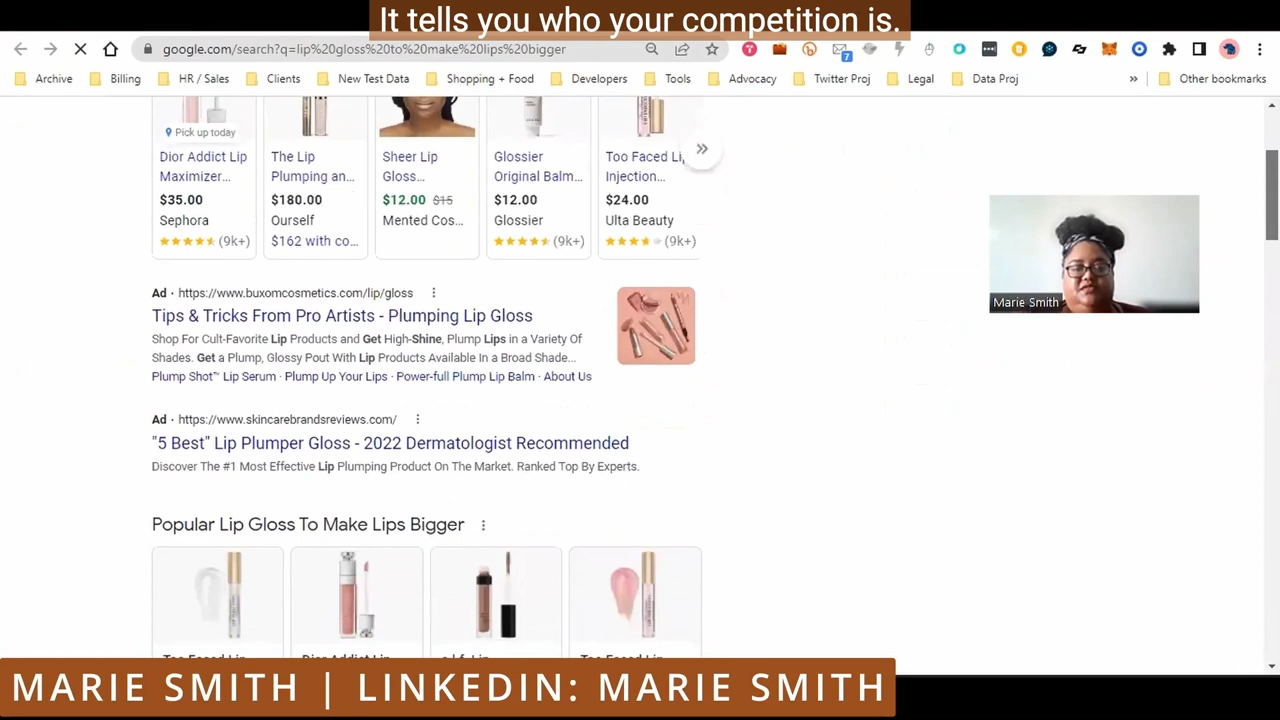 It tells you who your competition is.
google.com/search?q=lip%20gloss%20to%20make%20lips%20bigger
7
Archive Billing HR / Sales Clients New Test Data Shopping + Food Developers Tools Advocacy Twitter Proj Legal Data Proj » Other bookmarks
Pick up today
Dior Addict Lip
Maximizer...
$35.00
Sephora
(9k+)
The Lip
Plumping an...
$180.00
Ourself
$162 with co...
Sheer Lip
Gloss...
$12.00 $15
Mented Cos...
Glossier
Original Balm...
$12.00
Glossier
(9k+)
Too Faced Li
Injection...
$24.00
Ulta Beauty
(9k+)
Ad · https://www.buxomcosmetics.com/lip/gloss
Tips & Tricks From Pro Artists - Plumping Lip Gloss
Shop For Cult-Favorite Lip Products and Get High-Shine, Plump Lips in a Variety Of
Shades. Get a Plump, Glossy Pout With Lip Products Available In a Broad Shade...
Plump Shot™ Lip Serum · Plump Up Your Lips · Power-full Plump Lip Balm · About Us
Ad · https://www.skincarebrandsreviews.com/
"5 Best" Lip Plumper Gloss - 2022 Dermatologist Recommended
Discover The #1 Most Effective Lip Plumping Product On The Market. Ranked Top By Experts.
Popular Lip Gloss To Make Lips Bigger
Marie Smith
MARIE SMITH | LINKEDIN: MARIE SMITH